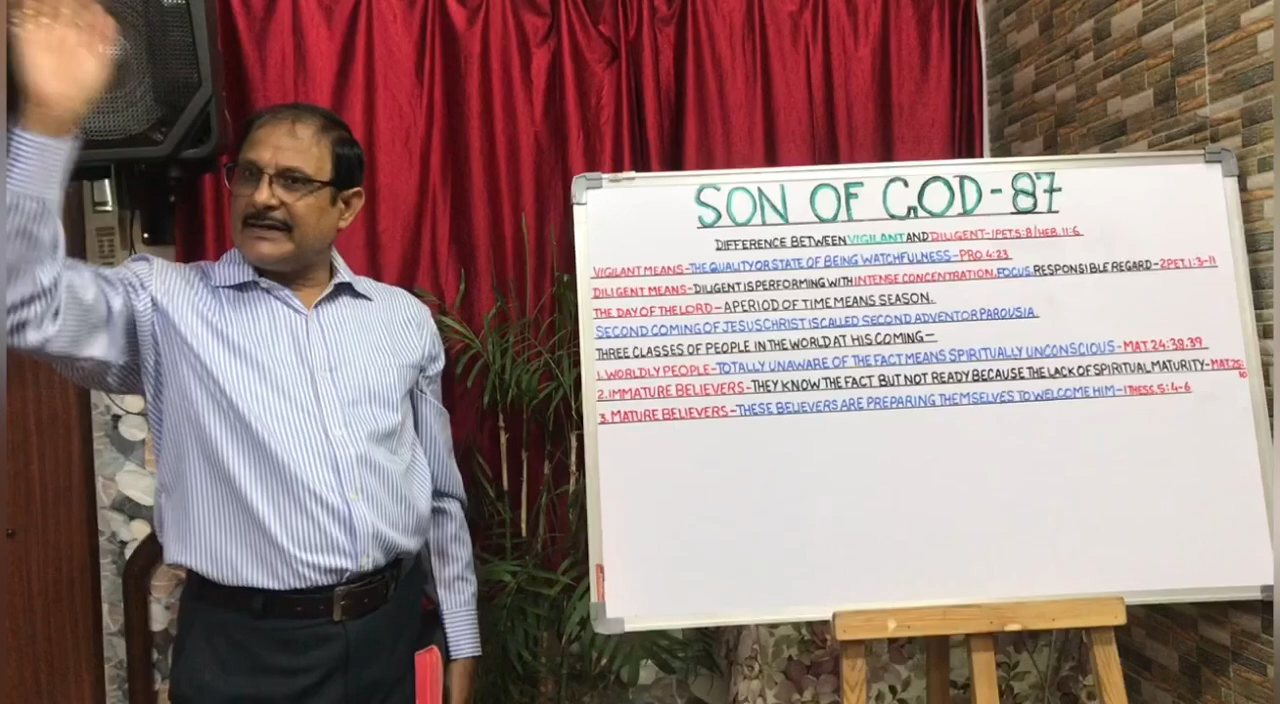 SON OF GOD - 87
DIFFERENCE BETWEEN VIGILANT AND DILIGENT-1PET.5:8/HEB.11:6
VIGILANT MEANS-THE QUALITY OR STATE OF BEING WATCHFULNESS-PRO.4:23
DILIGENT MEANS-DILIGENT IS PERFORMING WITH INTENSE CONCENTRATION, FOCUS, RESPONSIBLE REGARD-2PET.1:3-11
THE DAY OF THE LORD-A PERIOD OF TIME MEANS SEASON.
SECOND COMING OF JESUS CHRIST IS CALLED SECOND ADVENT OR PAROUSIA.
THREE CLASSES OF PEOPLE IN THE WORLD AT HIS COMING-
1. WORLDLY PEOPLE-TOTALLY UNAWARE OF THE FACT MEANS SPIRITUALLY UNCONSCIOUS-MAT.24:38,39
2. IMMATURE BELIEVERS-THEY KNOW THE FACT BUT NOT READY BECAUSE THE LACK OF SPIRITUAL MATURITY-MAT.25:10
3. MATURE BELIEVERS-THESE BELIEVERS ARE PREPARING THEMSELVES TO WELCOME HIM-1THESS.5:4-6